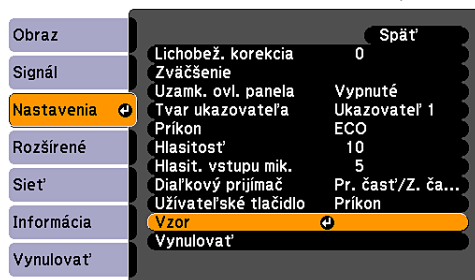 Obraz
Signál
Nastavenia
Rozšírené
Sieť
Informácia
Vynulovať
Späť
Lichobež. korekcia 0
Zväčšenie
Uzamk. ovl. panela Vypnuté
Tvar ukazovateľa Ukazovateľ 1
Príkon ECO
Hlasitosť 10
Hlasit. vstupu mik. 5
Diaľkový prijímač Pr. časť/Z. ča...
Užívateľské tlačidlo Príkon
Vzor
Vynulovať